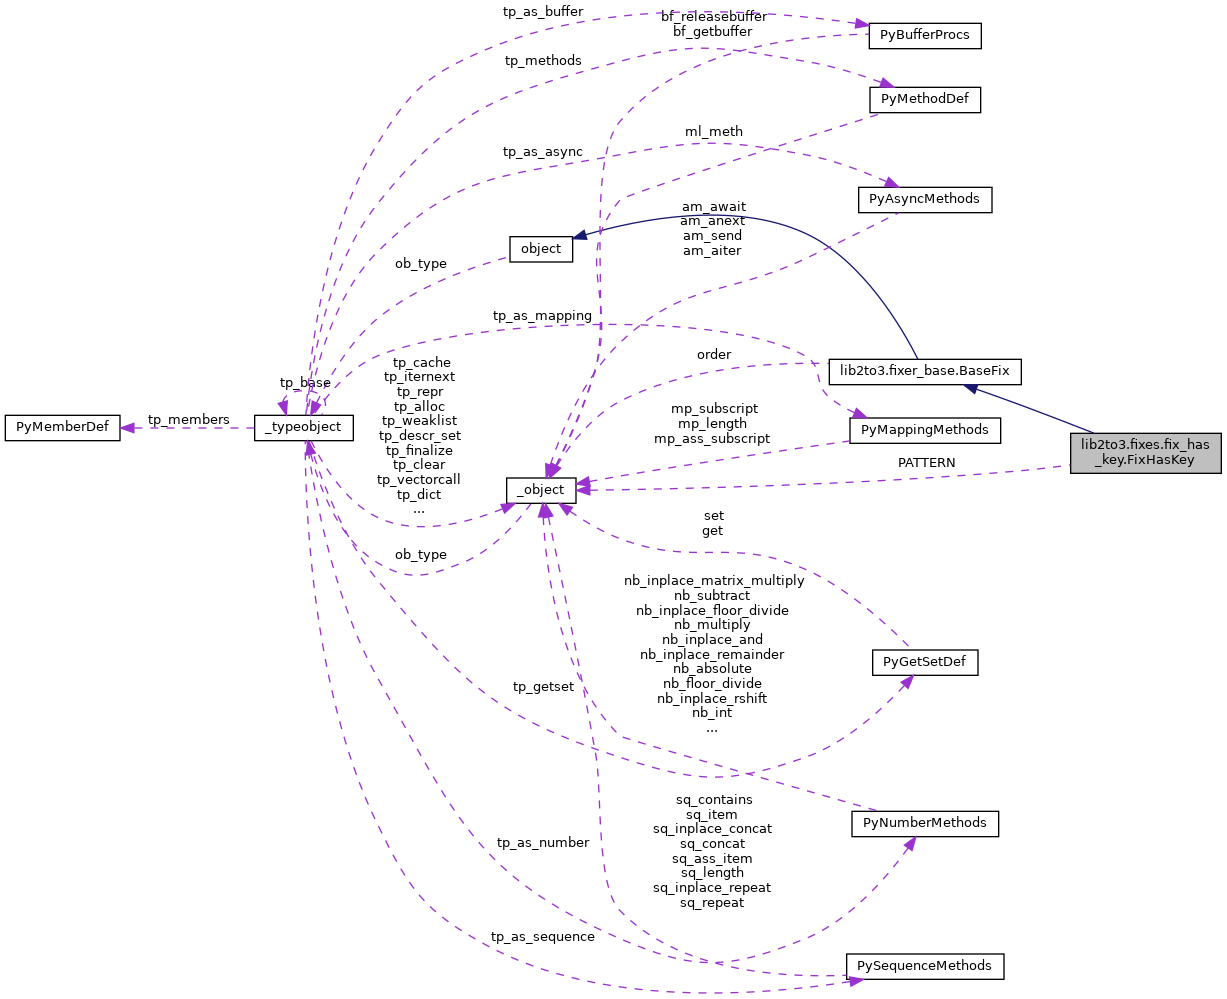 tp_as_buffer
bf_releasebuffer
bf_getbuffer
PyBufferProcs
tp_methods
PyMethodDef
ml_meth
tp_as_async
PyAsyncMethods
am_await
am_anext
am_send
am_aiter
object
ob_type
tp_as_mapping
order
lib2to3.fixer_base.BaseFix
tp_base
tp_cache
tp_iternext
tp_repr
tp_alloc
tp_weaklist
tp_descr_set
tp_finalize
tp_clear
tp_vectorcall
tp_dict
...
PyMemberDef
tp_members
_typeobject
mp_subscript
mp_length
mp_ass_subscript
PyMappingMethods
lib2to3.fixes.fix_has
_key.FixHasKey
PATTERN
_object
set
get
ob_type
nb_inplace_matrix_multiply
nb_subtract
nb_inplace_floor_divide
nb_multiply
nb_inplace_and
nb_inplace_remainder
nb_absolute
nb_floor_divide
nb_inplace_rshift
nb_int
...
PyGetSetDef
tp_getset
sq_contains
sq_item
sq_inplace_concat
sq_concat
sq_ass_item
sq_length
sq_inplace_repeat
sq_repeat
PyNumberMethods
tp_as_number
tp_as_sequence
PySequenceMethods